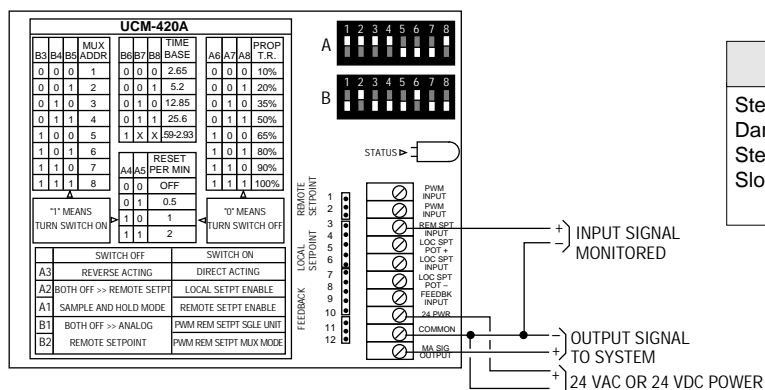 UCM-420A
B3 B4 B5 MUX ADDR
0 0 0 1
0 0 1 2
0 1 0 3
0 1 1 4
1 0 0 5
1 0 1 6
1 1 0 7
1 1 1 8
B6 B7 B8 TIME BASE
0 0 0 2.65
0 0 1 5.2
0 1 0 12.85
0 1 1 25.6
1 X X .59-2.93
A6 A7 A8 PROP T.R.
0 0 0 10%
0 0 1 20%
0 1 0 35%
0 1 1 50%
1 0 0 65%
1 0 1 80%
1 1 0 90%
1 1 1 100%
A4 A5 RESET PER MIN
0 0 OFF
0 1 0.5
1 0 1
1 1 2
"1" MEANS
TURN SWITCH ON
"0" MEANS
TURN SWITCH OFF
SWITCH OFF SWITCH ON
A3 REVERSE ACTING DIRECT ACTING
A2 BOTH OFF >> REMOTE SETPT LOCAL SETPT ENABLE
A1 SAMPLE AND HOLD MODE REMOTE SETPT ENABLE
B1 BOTH OFF >> ANALOG PWM REM SETPT SGLE UNIT
B2 REMOTE SETPOINT PWM REM SETPT MUX MODE
A
1 2 3 4 5 6 7 8
B
1 2 3 4 5 6 7 8
STATUS
REMOTE
SETPOINT
LOCAL
SETPOINT
FEEDBACK
1
2
3
4
5
6
7
8
9
10
11
12
PWM
INPUT
PWM
INPUT
REM SPT
INPUT
LOC SPT
POT +
LOC SPT
INPUT
LOC SPT
POT –
FEEDBK
INPUT
24 PWR
COMMON
MA SIG
OUTPUT
+
–
INPUT SIGNAL
MONITORED
–
+
OUTPUT SIGNAL
TO SYSTEM
+
24 VAC OR 24 VDC POWER